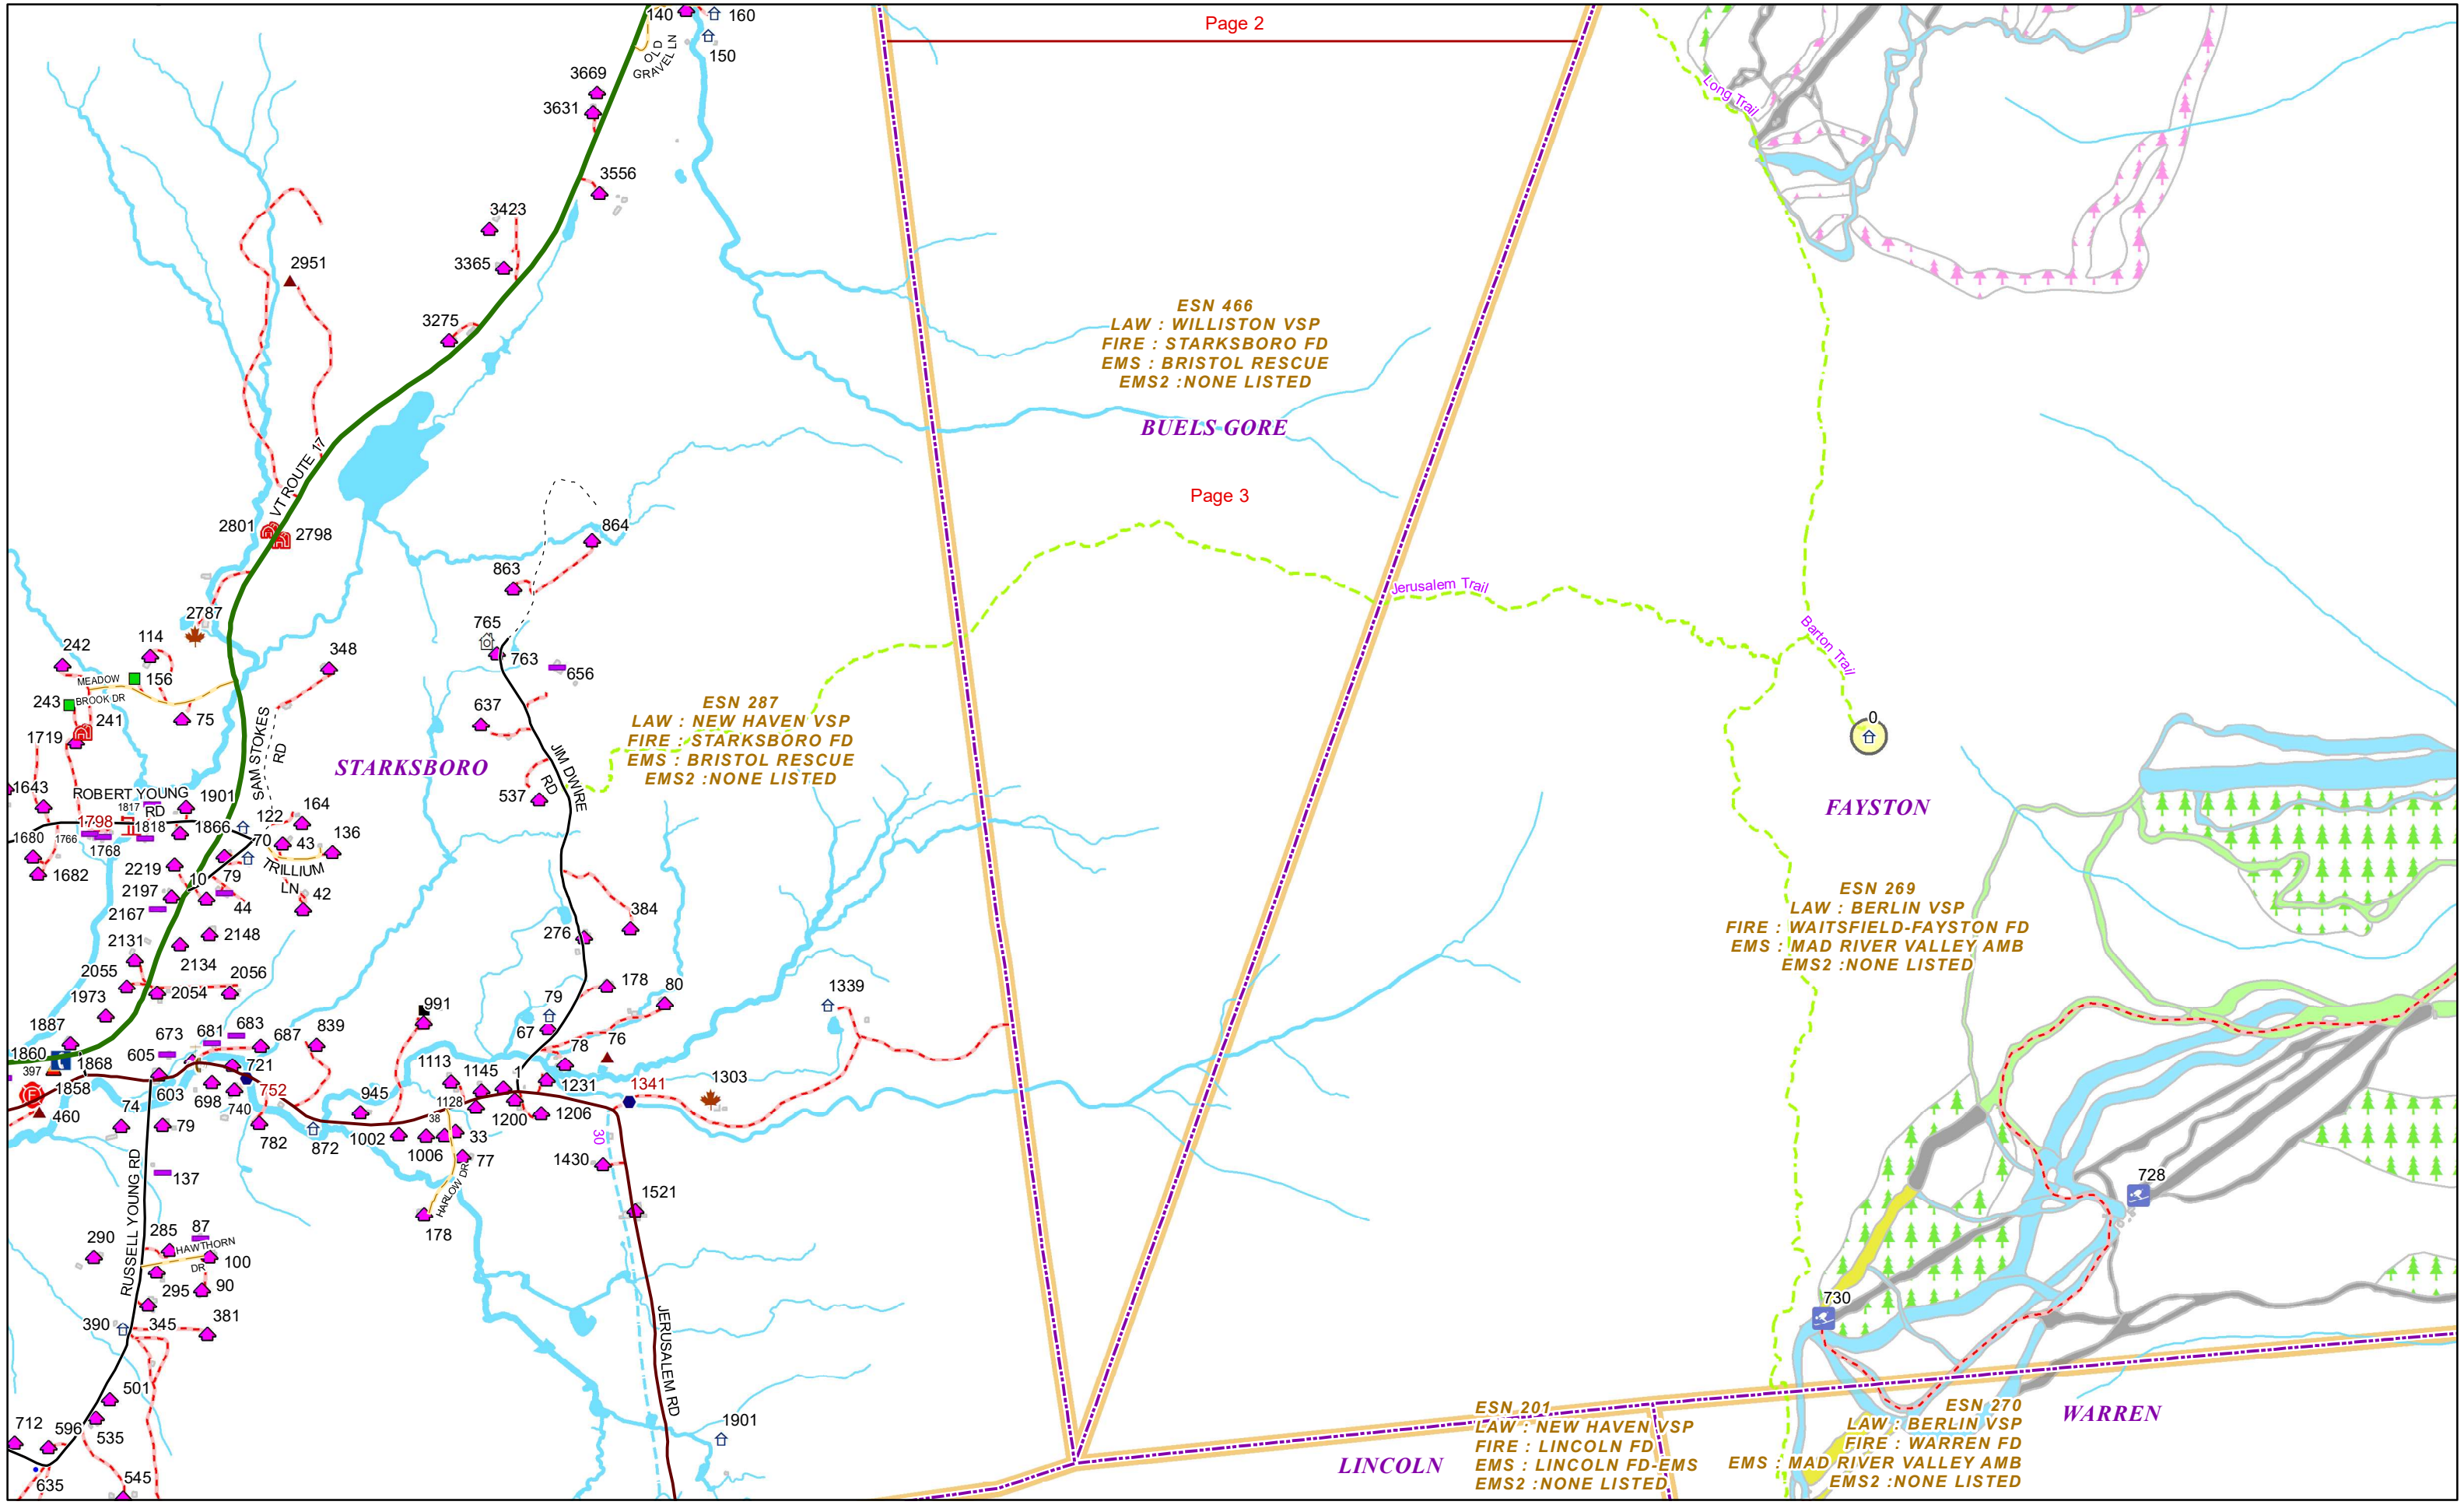 Page 2
140
160
150
OLD
GRAVEL LN
3669
3631
3556
3423
3365
3275
2951
Long Trail
ESN 466
LAW : WILLISTON VSP
FIRE : STARKSBORO FD
EMS : BRISTOL RESCUE
EMS2 :NONE LISTED
BUELS GORE
Page 3
VT ROUTE 17
2801
2798
864
863
Jerusalem Trail
2787
765
763
656
Barton Trail
242
114
348
MEADOW
BROOK DR
156
243
241
75
637
1719
0
ESN 287
LAW : NEW HAVEN VSP
FIRE : STARKSBORO FD
EMS : BRISTOL RESCUE
EMS2 :NONE LISTED
STARKSBORO
SAM STOKES
RD
JIM DWIRE
RD
537
FAYSTON
1643
ROBERT YOUNG
RD
1817
1901
164
122
1798
1818
1866
136
1680
1766
1768
70
43
1682
2219
79
TRILLIUM
LN
10
2197
42
2167
44
384
276
ESN 269
LAW : BERLIN VSP
FIRE : WAITSFIELD-FAYSTON FD
EMS : MAD RIVER VALLEY AMB
EMS2 :NONE LISTED
2131
2148
2134
2055
2056
2054
1973
178
80
79
67
1339
991
1887
673
681
683
687
839
1860
605
397
1868
721
1858
603
698
740
752
460
74
79
782
872
945
1113
1145
1
78
76
1231
1341
1303
1128
38
1200
1206
1002
1006
33
77
30
1430
HARLOW DR
178
1521
728
137
RUSSELL YOUNG RD
290
285
87
HAWTHORN
DR
100
295
90
381
390
345
730
JERUSALEM RD
501
712
596
535
635
545
1901
ESN 201
LAW : NEW HAVEN VSP
FIRE : LINCOLN FD
EMS : LINCOLN FD-EMS
EMS2 :NONE LISTED
LINCOLN
ESN 270
LAW : BERLIN VSP
FIRE : WARREN FD
EMS : MAD RIVER VALLEY AMB
EMS2 :NONE LISTED
WARREN